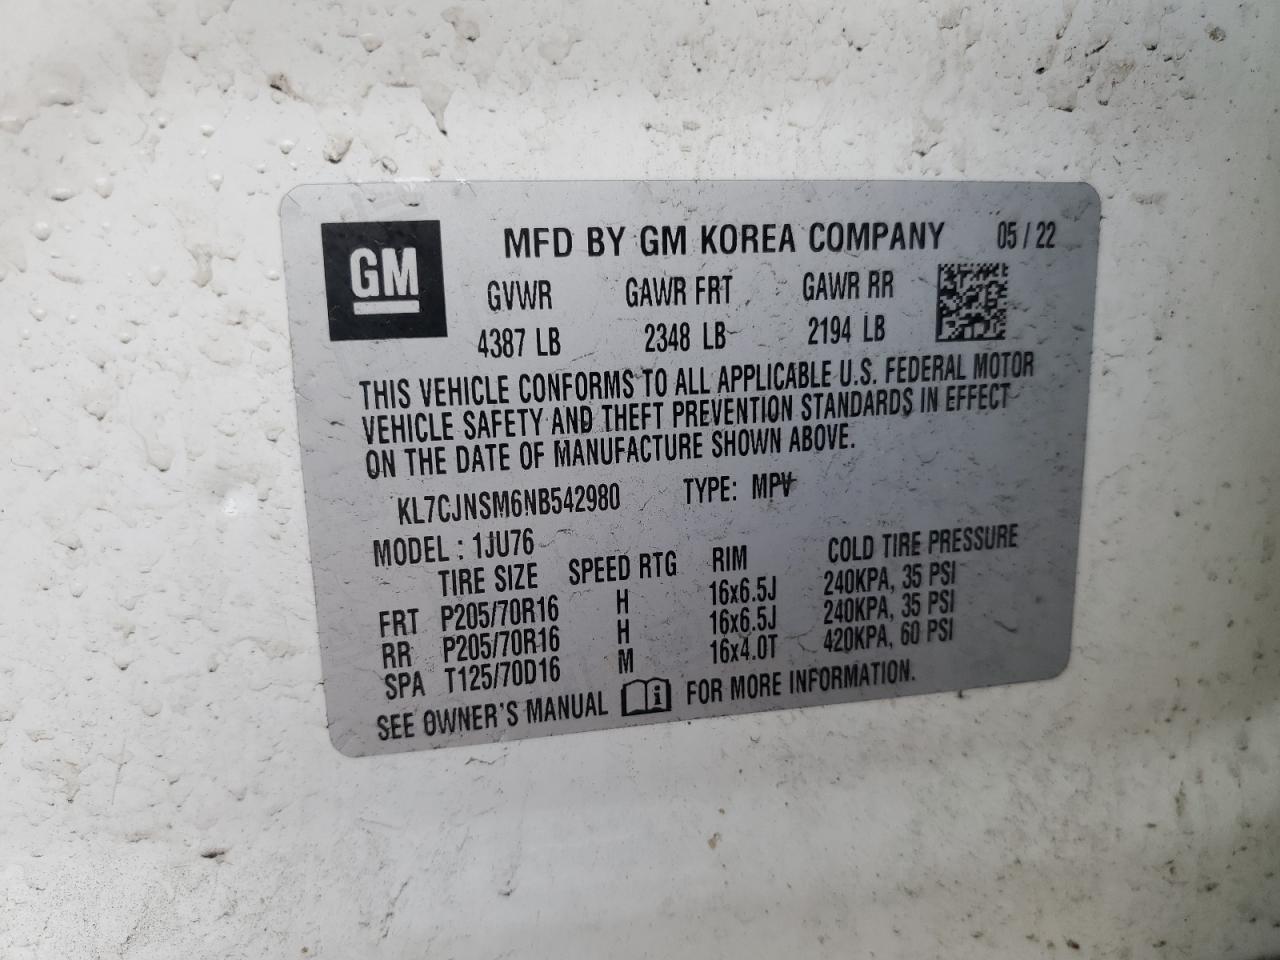 GM
MFD BY GM KOREA COMPANY 05 / 22
GVWR GAWR FRT GAWR RR
4387 LB 2348 LB 2194 LB
THIS VEHICLE CONFORMS TO ALL APPLICABLE U.S. FEDERAL MOTOR
VEHICLE SAFETY AND THEFT PREVENTION STANDARDS IN EFFECT
ON THE DATE OF MANUFACTURE SHOWN ABOVE.
KL7CJNSM6NB542980 TYPE: MPV
MODEL : 1JU76
TIRE SIZE SPEED RTG RIM COLD TIRE PRESSURE
FRT P205/70R16 H 16x6.5J 240KPA, 35 PSI
RR P205/70R16 H 16x6.5J 240KPA, 35 PSI
SPA T125/70D16 M 16x4.0T 420KPA, 60 PSI
SEE OWNER'S MANUAL FOR MORE INFORMATION.